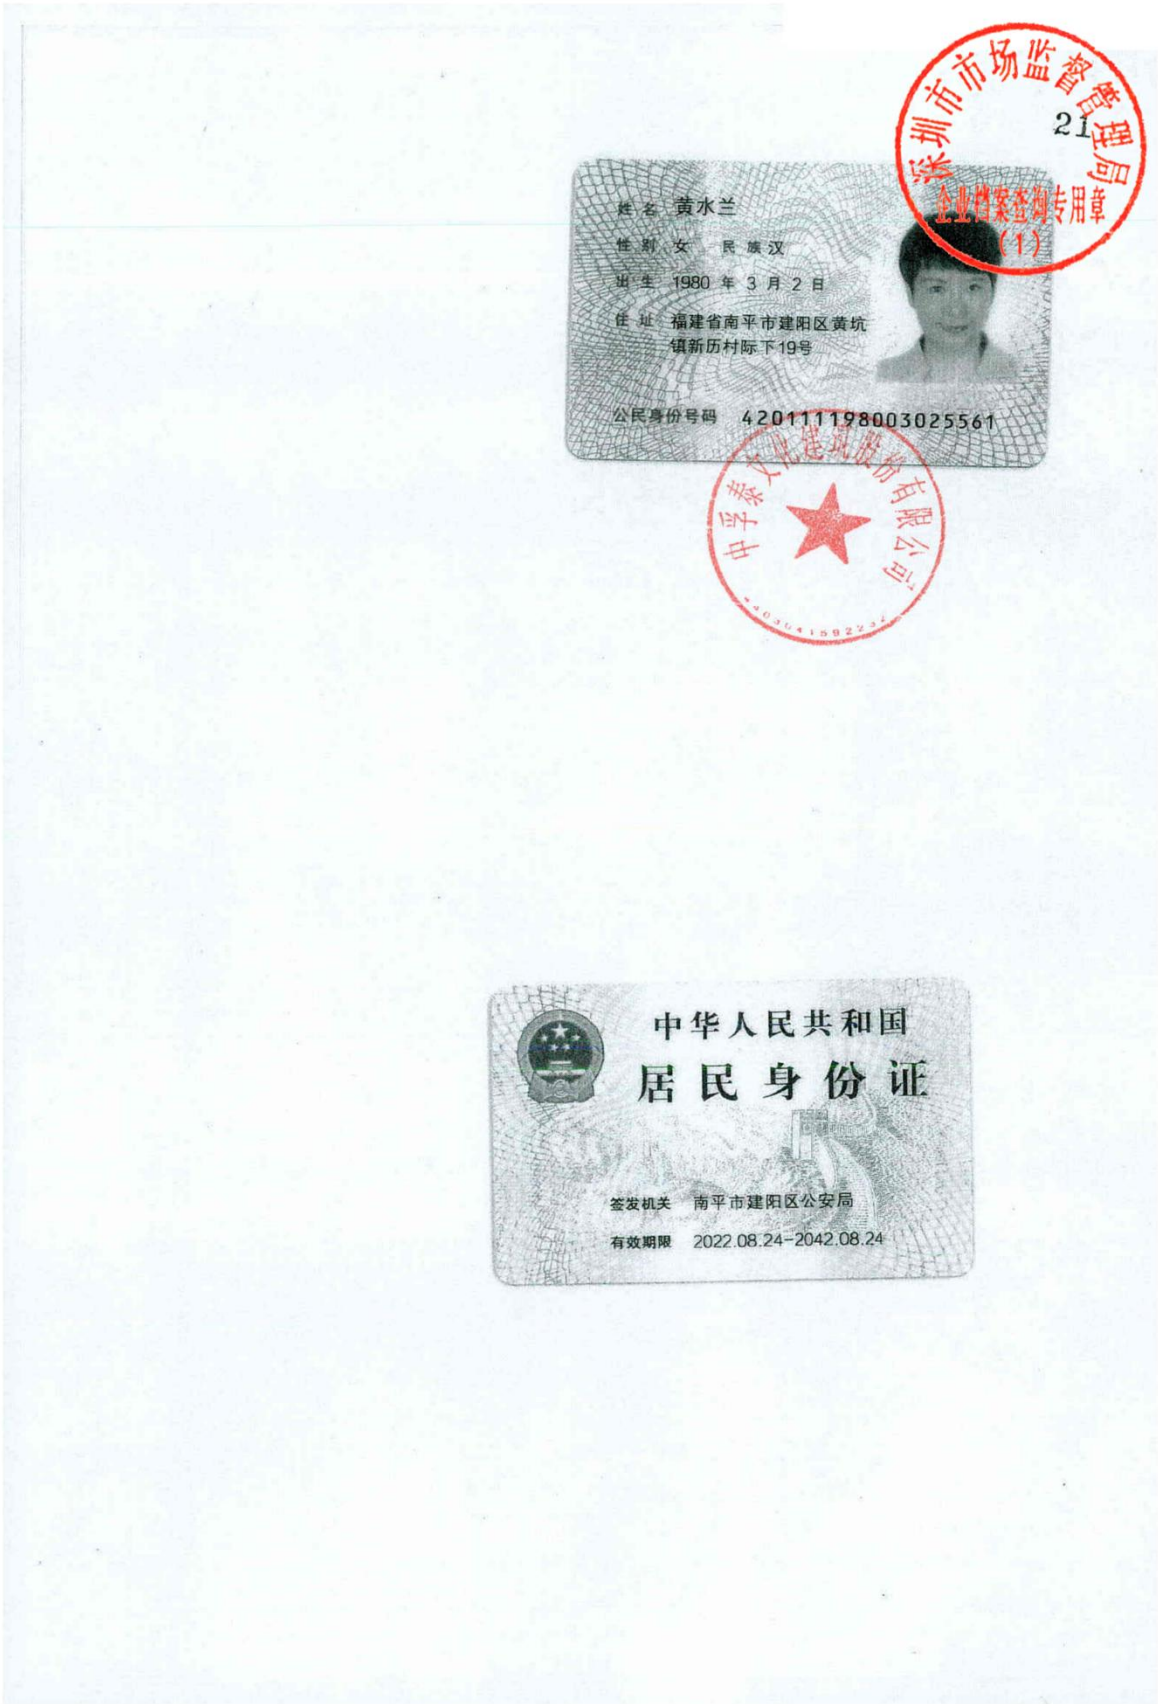 深圳市市场监督管理局
21
企业档案查询专用章
(1)
姓名 黄水兰
性别 女 民族 汉
出生 1980 年 3 月 2 日
住址 福建省南平市建阳区黄坑
镇新历村际下19号
公民身份号码 420111198003025561
中孚泰文化建筑股份有限公司
中华人民共和国
居民身份证
签发机关 南平市建阳区公安局
有效期限 2022.08.24-2042.08.24